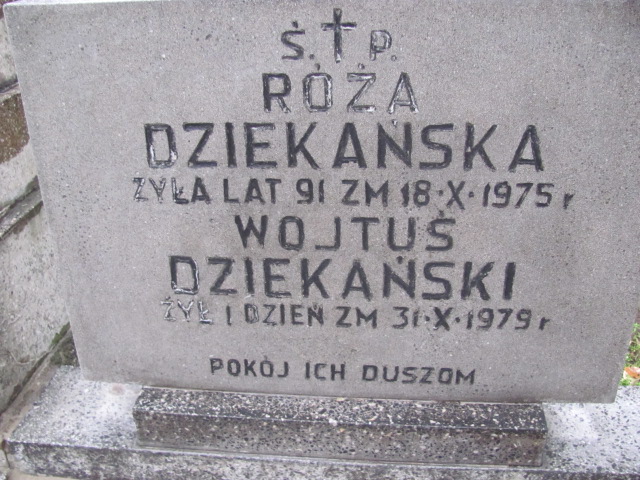 Ś.†P.
RÓŻA
DZIEKAŃSKA
ŻYŁA LAT 91 ZM 18·X·1975 r
WOJTUŚ
DZIEKAŃSKI
ŻYŁ 1 DZIEŃ ZM 31·X·1979 r
POKÓJ ICH DUSZOM